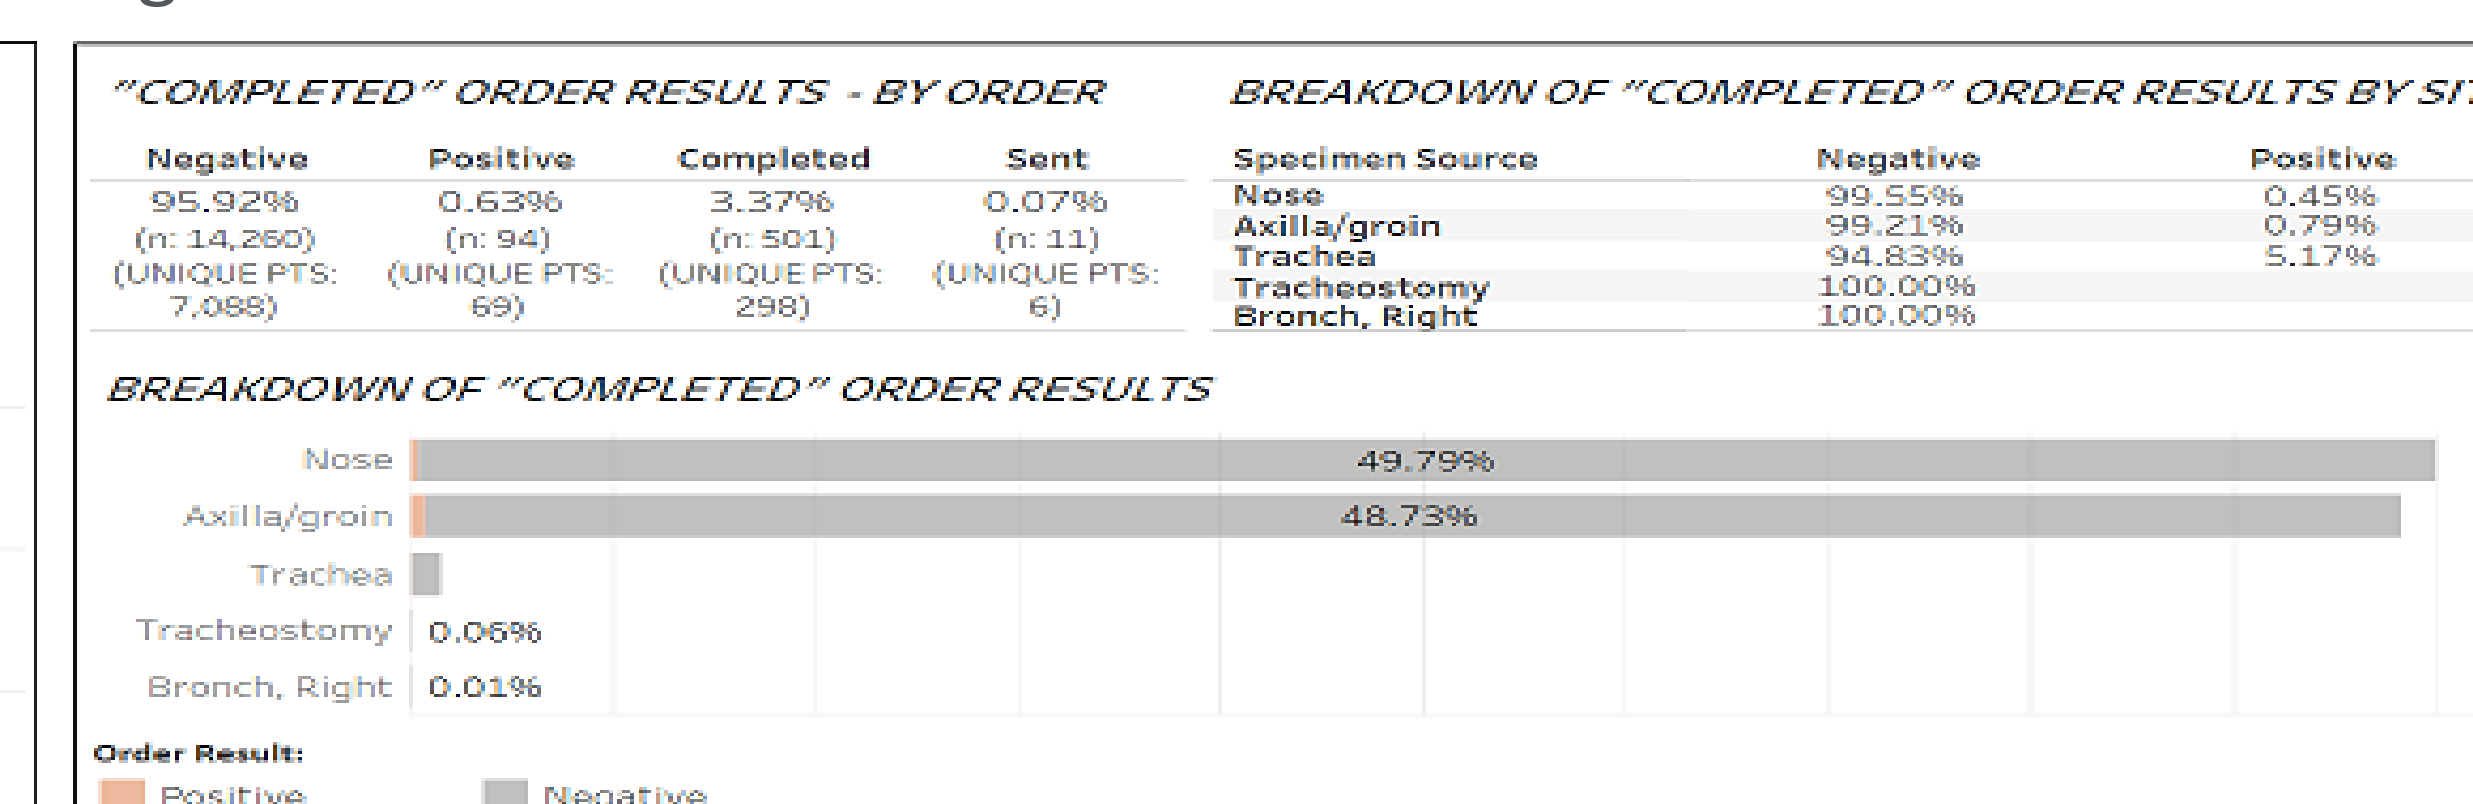 "COMPLETED" ORDER RESULTS - BY ORDER
Negative Positive Completed Sent
95.92% 0.63% 3.37% 0.07%
(n: 14,260) (n: 94) (n: 501) (n: 11)
(UNIQUE PTS: (UNIQUE PTS: (UNIQUE PTS: (UNIQUE PTS:
7,088) 69) 298) 6)
BREAKDOWN OF "COMPLETED" ORDER RESULTS BY
Specimen Source Negative Positive
Nose 99.55% 0.45%
Axilla/groin 99.21% 0.79%
Trachea 94.83% 5.17%
Tracheostomy 100.00%
Bronch, Right 100.00%
BREAKDOWN OF "COMPLETED" ORDER RESULTS
Nose 49.79%
Axilla/groin 48.73%
Trachea
Tracheostomy 0.06%
Bronch, Right 0.01%
Order Result:
Positive Negative